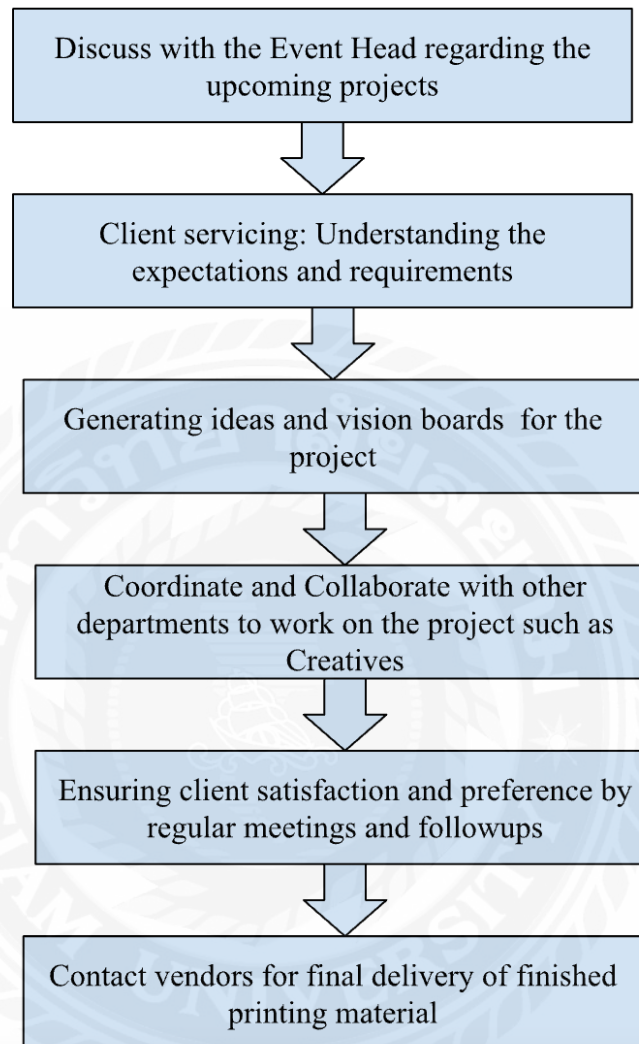 Discuss with the Event Head regarding the
upcoming projects
Client servicing: Understanding the
expectations and requirements
Generating ideas and vision boards for the
project
Coordinate and Collaborate with other
departments to work on the project such as
Creatives
Ensuring client satisfaction and preference by
regular meetings and followups
Contact vendors for final delivery of finished
printing material
SIAM UNIVERSITY